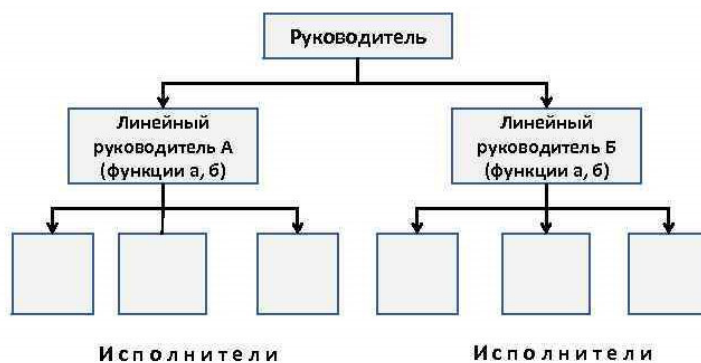 Руководитель
Линейный
руководитель А
(функции а, б)
Линейный
руководитель Б
(функции а, б)
Исполнители
Исполнители